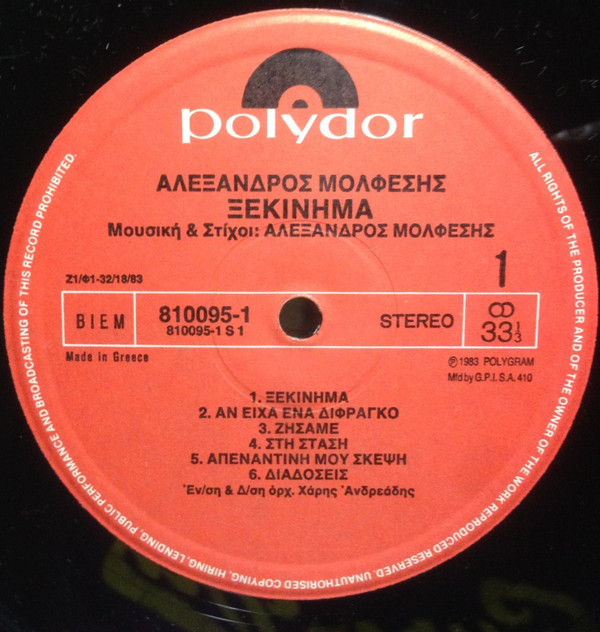 polydor
ΑΛΕΞΑΝΔΡΟΣ ΜΟΛΦΕΣΗΣ
ΞΕΚΙΝΗΜΑ
Μουσική & Στίχοι: ΑΛΕΞΑΝΔΡΟΣ ΜΟΛΦΕΣΗΣ
1
Ζ1/Φ1-32/18/83
BIEM
810095-1
810095-1 S 1
STEREO
33 1/3
Made in Greece
℗ 1983 POLYGRAM
Mfd by G.P.I. S.A. 410
1. ΞΕΚΙΝΗΜΑ
2. ΑΝ ΕΙΧΑ ΕΝΑ ΔΙΦΡΑΓΚΟ
3. ΖΗΣΑΜΕ
4. ΣΤΗ ΣΤΑΣΗ
5. ΑΠΕΝΑΝΤΙΝΗ ΜΟΥ ΣΚΕΨΗ
6. ΔΙΑΔΟΣΕΙΣ
Ἐν/ση & Δ/ση ὀρχ. Χάρης Ἀνδρεάδης
ALL RIGHTS OF THE PRODUCER AND OF THE OWNER OF THE WORK REPRODUCED RESERVED. UNAUTHORISED COPYING, HIRING, LENDING, PUBLIC PERFORMANCE AND BROADCASTING OF THIS RECORD PROHIBITED.